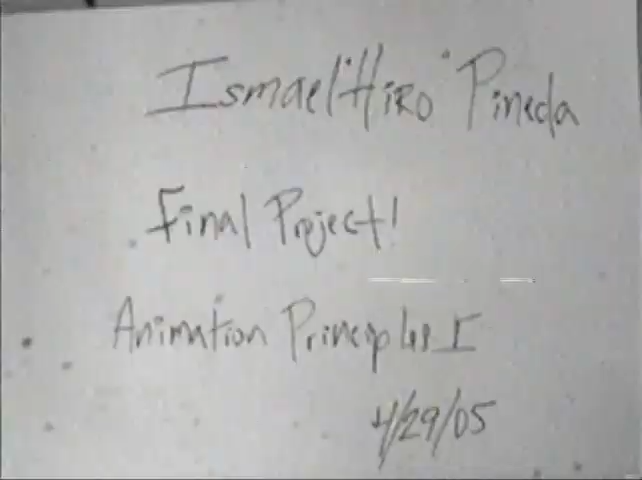 Ismael "Hiro" Pineda
Final Project!
Animation Principles I
4/29/05